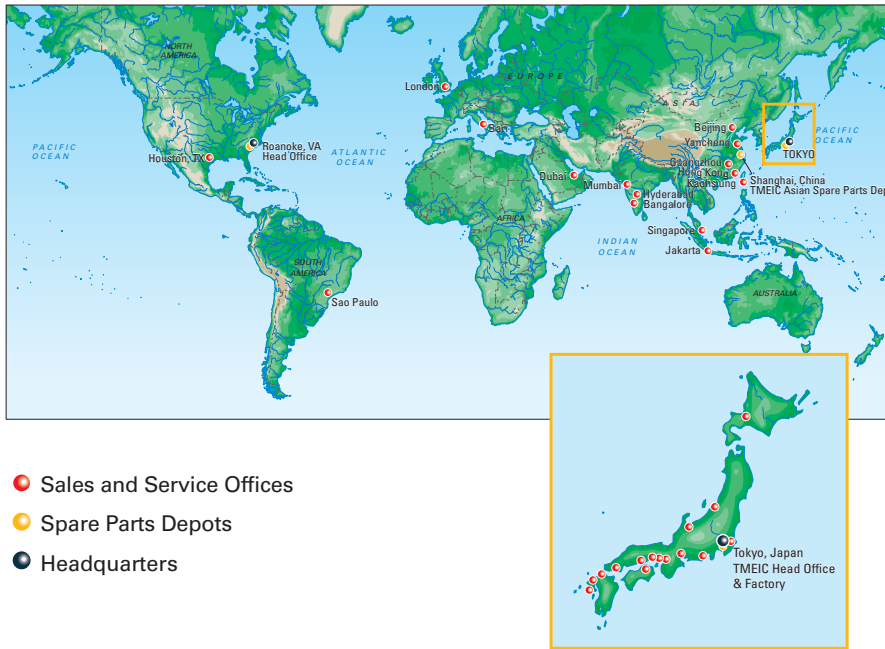 NORTH
AMERICA
PACIFIC
OCEAN
ATLANTIC
OCEAN
Houston, TX
Roanoke, VA
Head Office
SOUTH
AMERICA
Sao Paulo
London
EUROPE
Bari
AFRICA
Dubai
Mumbai
Hyderabad
Bangalore
INDIAN
OCEAN
ASIA
Beijing
Yancheng
Guangzhou
Hong Kong
Kaohsiung
Shanghai, China
TMEIC Asian Spare Parts Dep
Singapore
Jakarta
TOKYO
PACIFIC
OCEAN
AUSTRALIA
Sales and Service Offices
Spare Parts Depots
Headquarters
Tokyo, Japan
TMEIC Head Office
& Factory